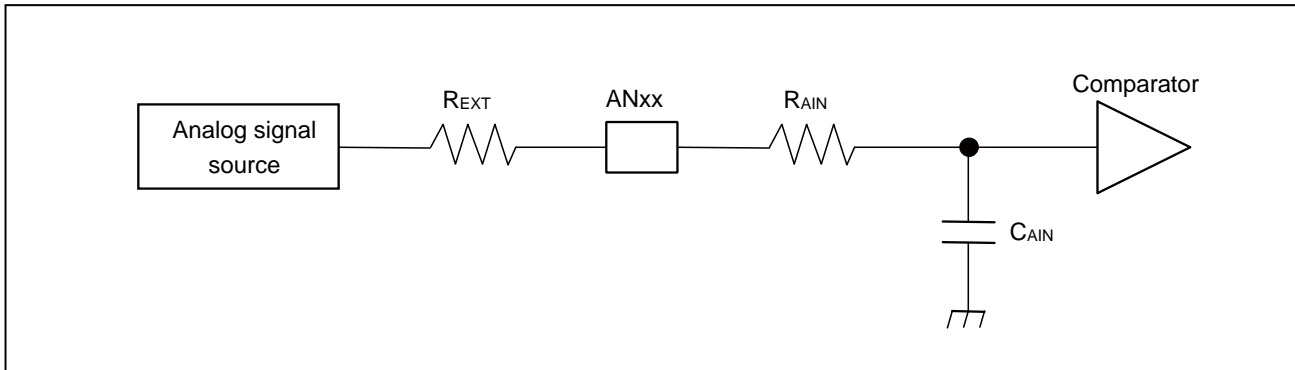 Analog signal
source
REXT
ANxx
RAIN
Comparator
CAIN